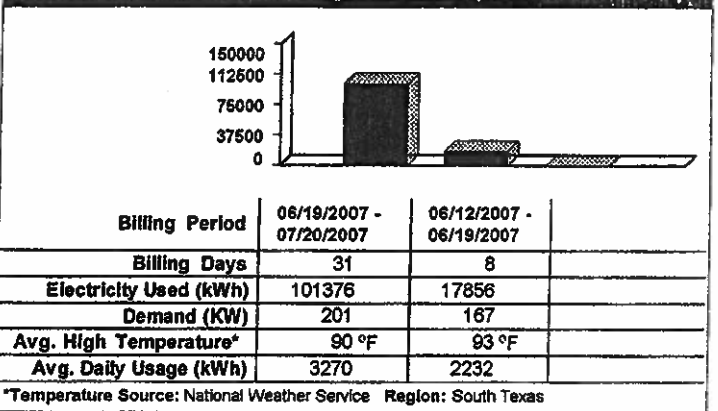 150000
112500
75000
37500
0
Billing Period 06/19/2007 - 07/20/2007 06/12/2007 - 06/19/2007
Billing Days 31 8
Electricity Used (kWh) 101376 17856
Demand (KW) 201 167
Avg. High Temperature* 90 °F 93 °F
Avg. Daily Usage (kWh) 3270 2232
*Temperature Source: National Weather Service Region: South Texas